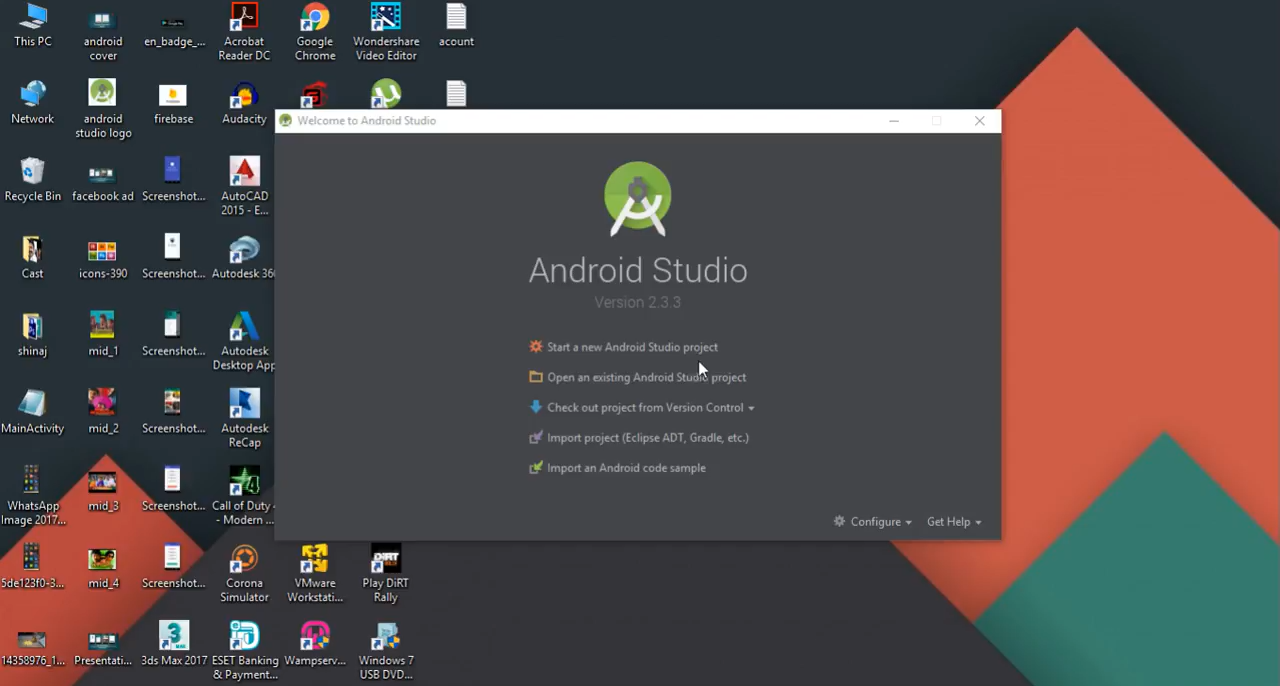 This PC
android
cover
en_badge_...
Acrobat
Reader DC
Google
Chrome
Wondershare
Video Editor
acount
Network
android
studio logo
firebase
Audacity
Recycle Bin
facebook ad
Screenshot...
AutoCAD
2015 - E...
Cast
icons-390
Screenshot...
Autodesk 360
shinaj
mid_1
Screenshot...
Autodesk
Desktop App
MainActivity
mid_2
Screenshot...
Autodesk
ReCap
WhatsApp
Image 2017...
mid_3
Screenshot...
Call of Duty 4
- Modern ...
5de123f0-3...
mid_4
Screenshot...
Corona
Simulator
VMware
Workstati...
Play DiRT
Rally
14358976_1...
Presentati...
3ds Max 2017
ESET Banking
& Payment...
Wampserv...
Windows 7
USB DVD...
Welcome to Android Studio
Android Studio
Version 2.3.3
Start a new Android Studio project
Open an existing Android Studio project
Check out project from Version Control
Import project (Eclipse ADT, Gradle, etc.)
Import an Android code sample
Configure
Get Help